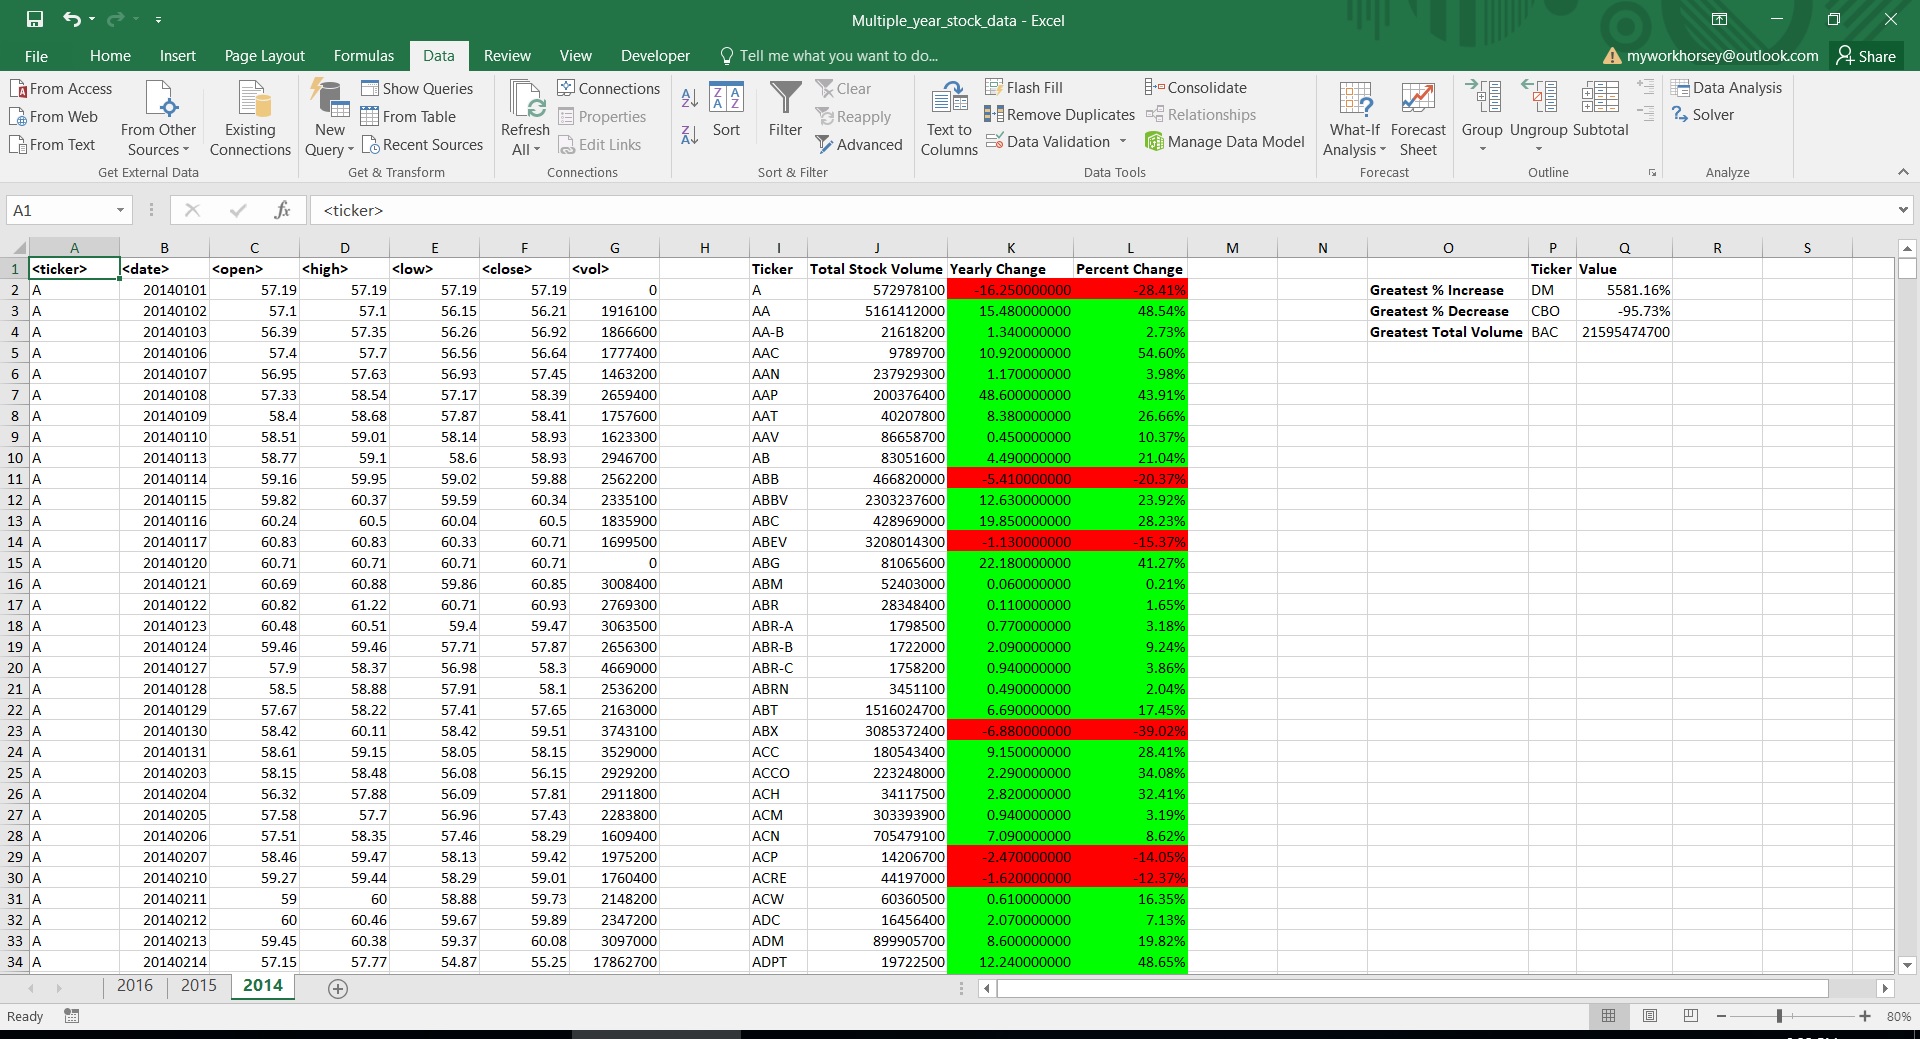 Multiple_year_stock_data - Excel
File Home Insert Page Layout Formulas Data Review View Developer Tell me what you want to do... myworkhorsey@outlook.com Share
From Access
From Web
From Text
From Other Sources
Existing Connections
Get External Data
New Query
Show Queries
From Table
Recent Sources
Get & Transform
Refresh All
Connections
Properties
Edit Links
Connections
Sort
Filter
Clear
Reapply
Advanced
Sort & Filter
Text to Columns
Flash Fill
Remove Duplicates
Data Validation
Consolidate
Relationships
Manage Data Model
Data Tools
What-If Analysis
Forecast Sheet
Forecast
Group
Ungroup
Subtotal
Outline
Data Analysis
Solver
Analyze
A1 fx <ticker>
A B C D E F G H I J K L M N O P Q R S
1 <ticker> <date> <open> <high> <low> <close> <vol> Ticker Total Stock Volume Yearly Change Percent Change Ticker Value
2 A 20140101 57.19 57.19 57.19 57.19 0 A 572978100 -16.250000000 -28.41% Greatest % Increase DM 5581.16%
3 A 20140102 57.1 57.1 56.15 56.21 1916100 AA 5161412000 15.480000000 48.54% Greatest % Decrease CBO -95.73%
4 A 20140103 56.39 57.35 56.26 56.92 1866600 AA-B 21618200 1.340000000 2.73% Greatest Total Volume BAC 21595474700
5 A 20140106 57.4 57.7 56.56 56.64 1777400 AAC 9789700 10.920000000 54.60%
6 A 20140107 56.95 57.63 56.93 57.45 1463200 AAN 237929300 1.170000000 3.98%
7 A 20140108 57.33 58.54 57.17 58.39 2659400 AAP 200376400 48.600000000 43.91%
8 A 20140109 58.4 58.68 57.87 58.41 1757600 AAT 40207800 8.380000000 26.66%
9 A 20140110 58.51 59.01 58.14 58.93 1623300 AAV 86658700 0.450000000 10.37%
10 A 20140113 58.77 59.1 58.6 58.93 2946700 AB 83051600 4.490000000 21.04%
11 A 20140114 59.16 59.95 59.02 59.88 2562200 ABB 466820000 -5.410000000 -20.37%
12 A 20140115 59.82 60.37 59.59 60.34 2335100 ABBV 2303237600 12.630000000 23.92%
13 A 20140116 60.24 60.5 60.04 60.5 1835900 ABC 428969000 19.850000000 28.23%
14 A 20140117 60.83 60.83 60.33 60.71 1699500 ABEV 3208014300 -1.130000000 -15.37%
15 A 20140120 60.71 60.71 60.71 60.71 0 ABG 81065600 22.180000000 41.27%
16 A 20140121 60.69 60.88 59.86 60.85 3008400 ABM 52403000 0.060000000 0.21%
17 A 20140122 60.82 61.22 60.71 60.93 2769300 ABR 28348400 0.110000000 1.65%
18 A 20140123 60.48 60.51 59.4 59.47 3063500 ABR-A 1798500 0.770000000 3.18%
19 A 20140124 59.46 59.46 57.71 57.87 2656300 ABR-B 1722000 2.090000000 9.24%
20 A 20140127 57.9 58.37 56.98 58.3 4669000 ABR-C 1758200 0.940000000 3.86%
21 A 20140128 58.5 58.88 57.91 58.1 2536200 ABRN 3451100 0.490000000 2.04%
22 A 20140129 57.67 58.22 57.41 57.65 2163000 ABT 1516024700 6.690000000 17.45%
23 A 20140130 58.42 60.11 58.42 59.51 3743100 ABX 3085372400 -6.880000000 -39.02%
24 A 20140131 58.61 59.15 58.05 58.15 3529000 ACC 180543400 9.150000000 28.41%
25 A 20140203 58.15 58.48 56.08 56.15 2929200 ACCO 223248000 2.290000000 34.08%
26 A 20140204 56.32 57.88 56.09 57.81 2911800 ACH 34117500 2.820000000 32.41%
27 A 20140205 57.58 57.7 56.96 57.43 2283800 ACM 303393900 0.940000000 3.19%
28 A 20140206 57.51 58.35 57.46 58.29 1609400 ACN 705479100 7.090000000 8.62%
29 A 20140207 58.46 59.47 58.13 59.42 1975200 ACP 14206700 -2.470000000 -14.05%
30 A 20140210 59.27 59.44 58.29 59.01 1760400 ACRE 44197000 -1.620000000 -12.37%
31 A 20140211 59 60 58.88 59.73 2148200 ACW 60360500 0.610000000 16.35%
32 A 20140212 60 60.46 59.67 59.89 2347200 ADC 16456400 2.070000000 7.13%
33 A 20140213 59.45 60.38 59.37 60.08 3097000 ADM 899905700 8.600000000 19.82%
34 A 20140214 57.15 57.77 54.87 55.25 17862700 ADPT 19722500 12.240000000 48.65%
2016 2015 2014
Ready 80%